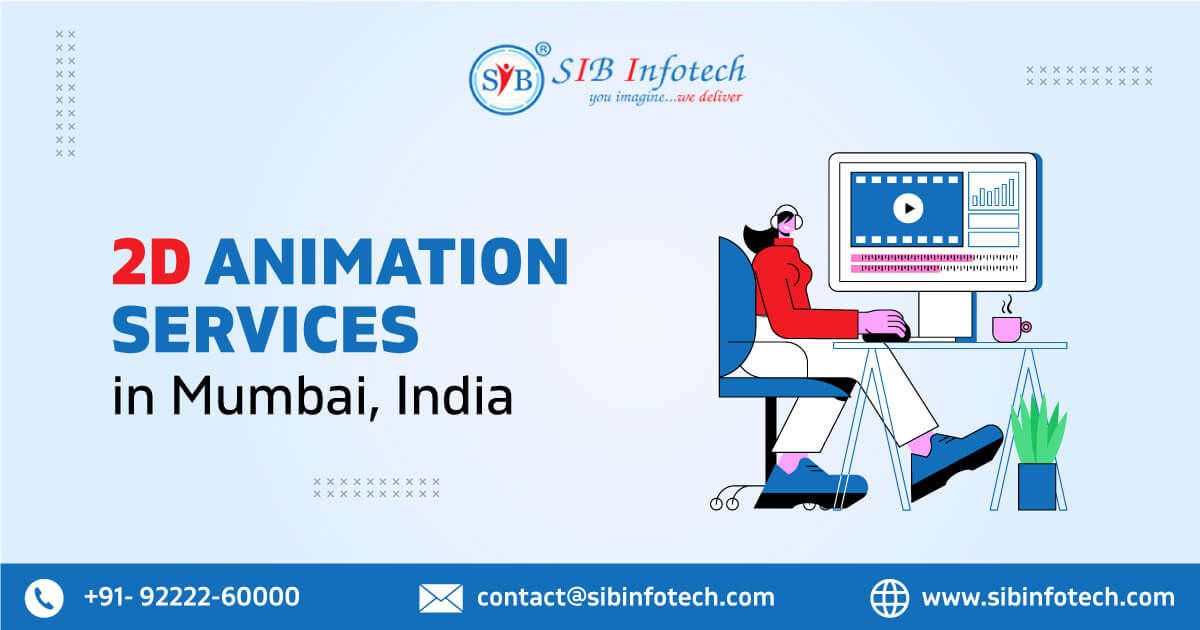 SIB
®
SIB Infotech
you imagine...we deliver
2D ANIMATION
SERVICES
in Mumbai, India
+91- 92222-60000
contact@sibinfotech.com
www.sibinfotech.com